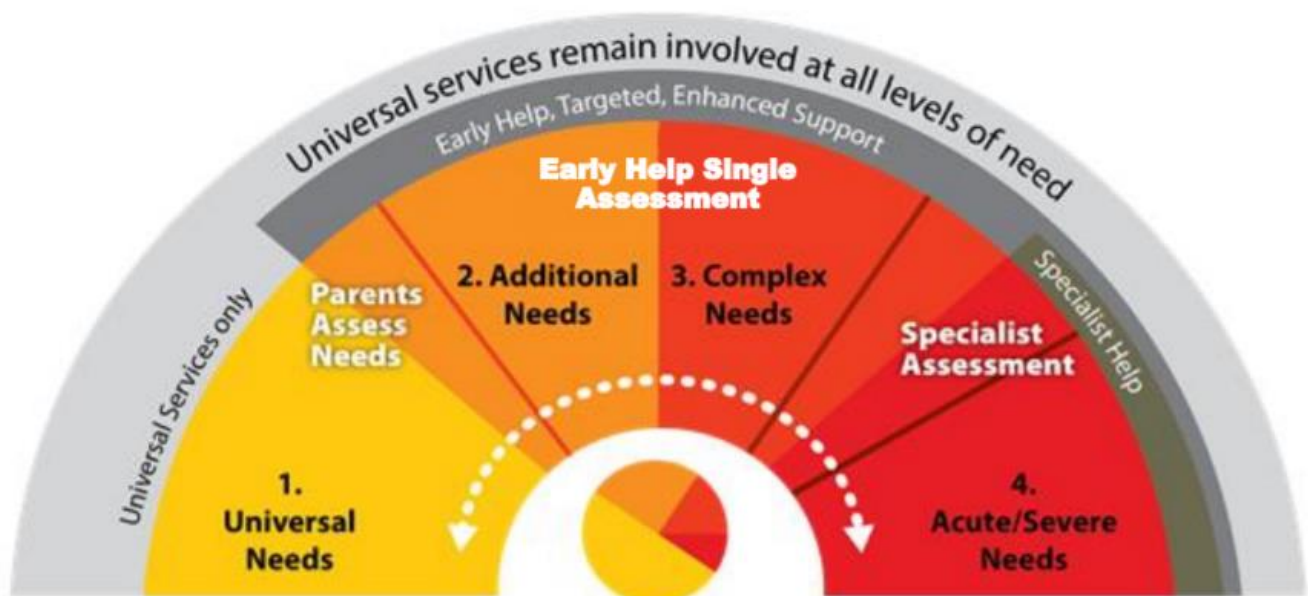 Universal services remain involved at all levels of need
Early Help, Targeted, Enhanced Support
Early Help Single
Assessment
Universal Services only
Parents
Assess
Needs
2. Additional
Needs
3. Complex
Needs
Specialist
Assessment
Specialist Help
1.
Universal
Needs
4.
Acute/Severe
Needs